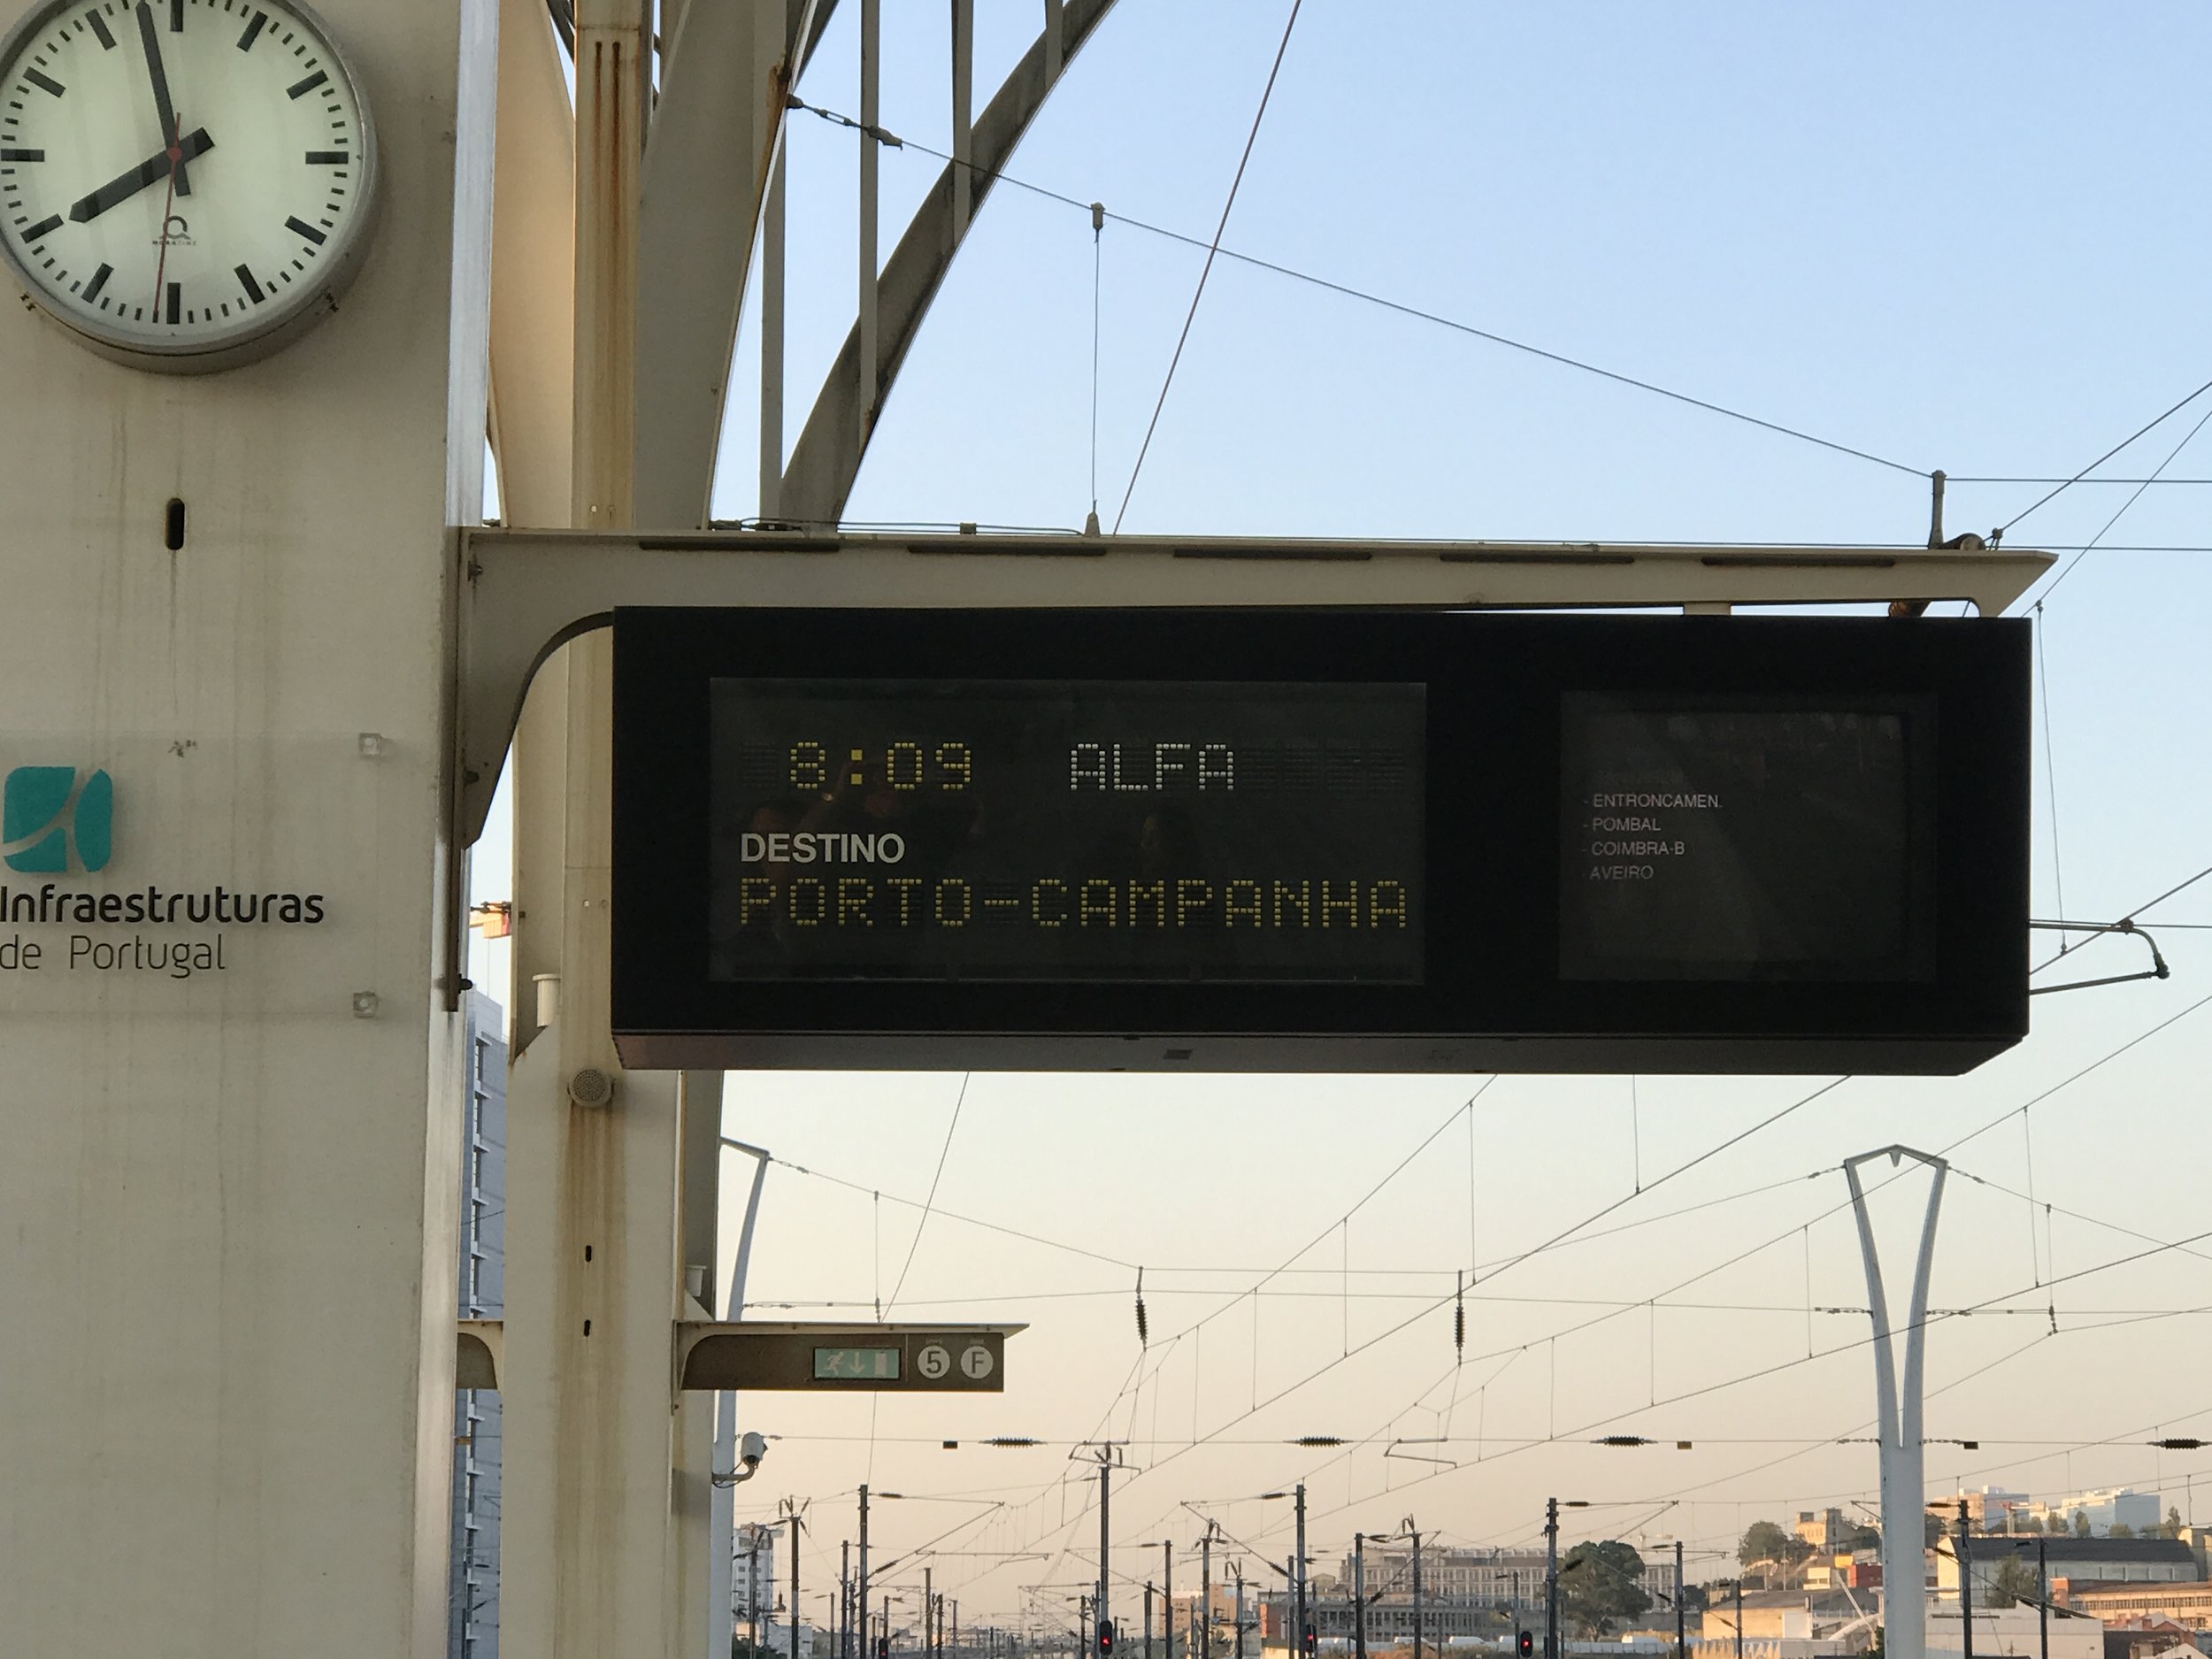 Infraestruturas
de Portugal
8:09 ALFA
DESTINO
PORTO-CAMPANHA
- ENTRONCAMEN.
- POMBAL
- COIMBRA-B
- AVEIRO
5 F